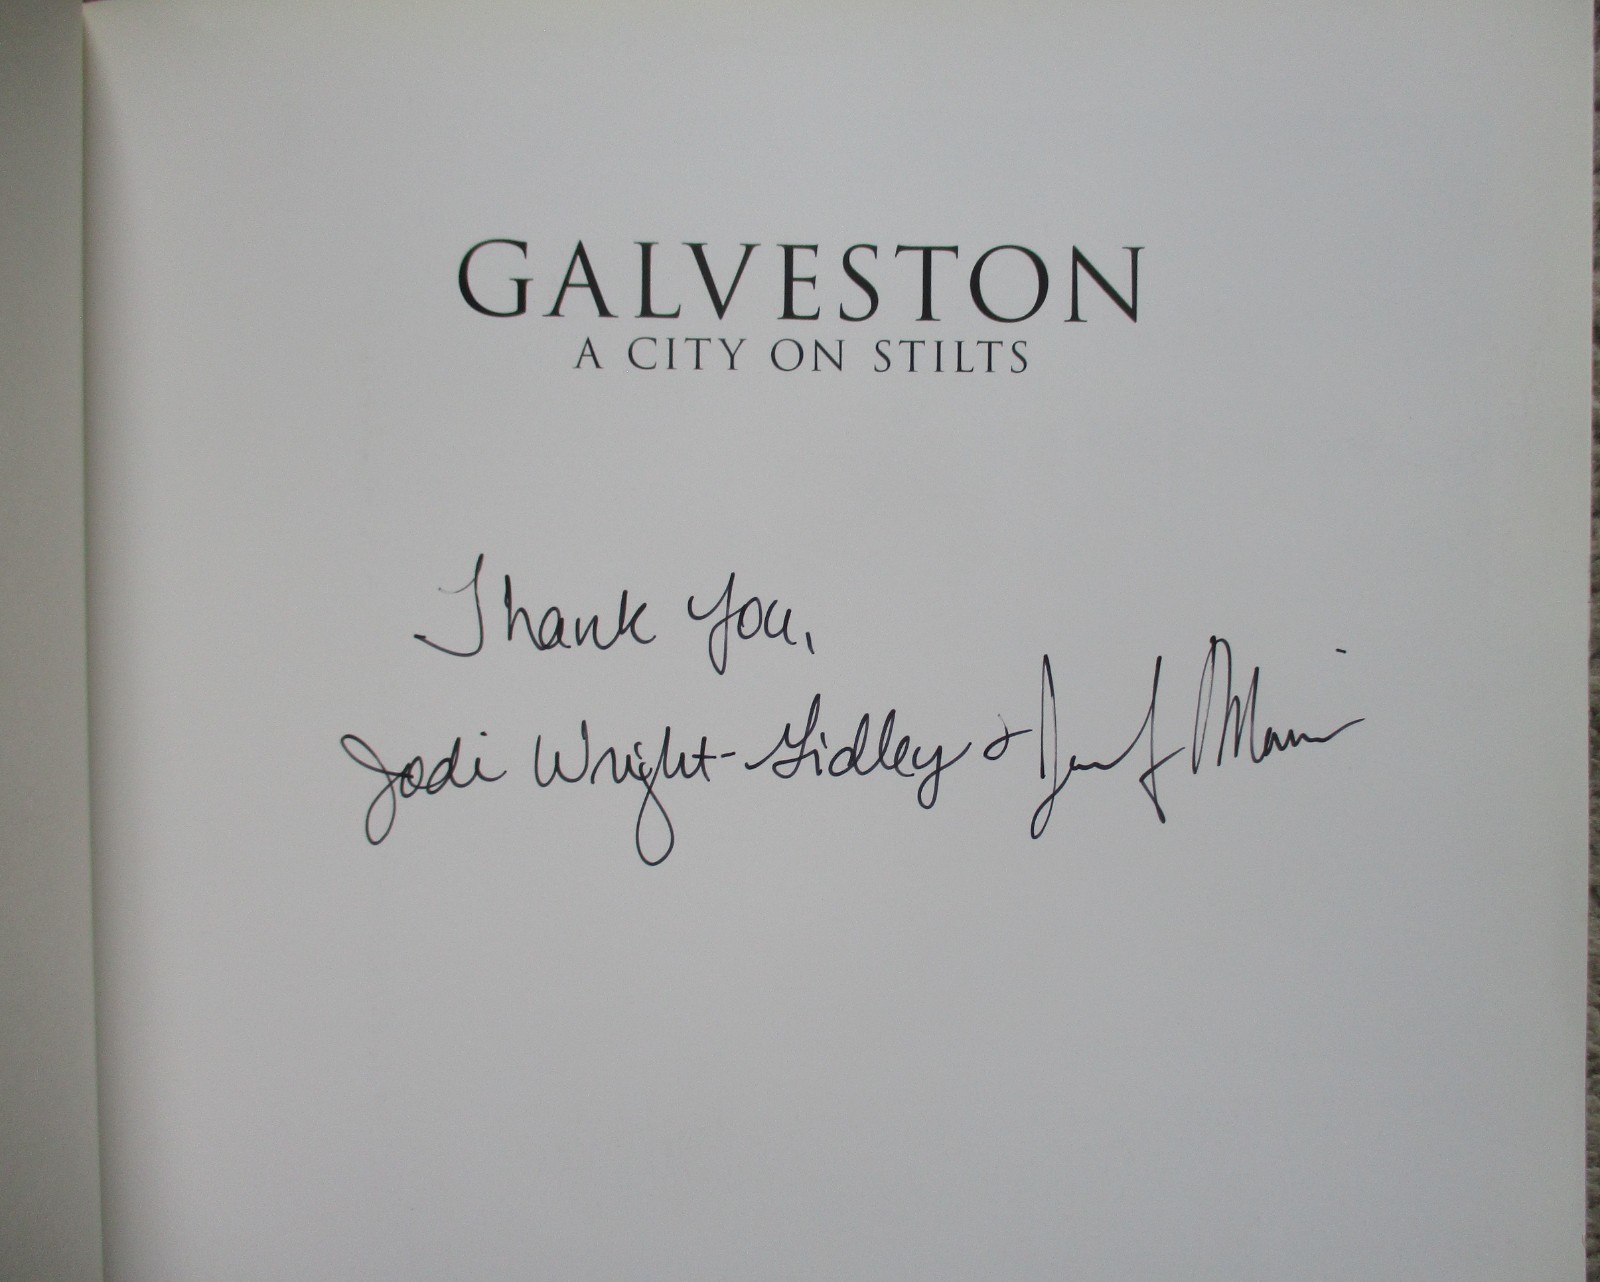 GALVESTON
A CITY ON STILTS
Thank You,
Jodi Wright-Gidley &